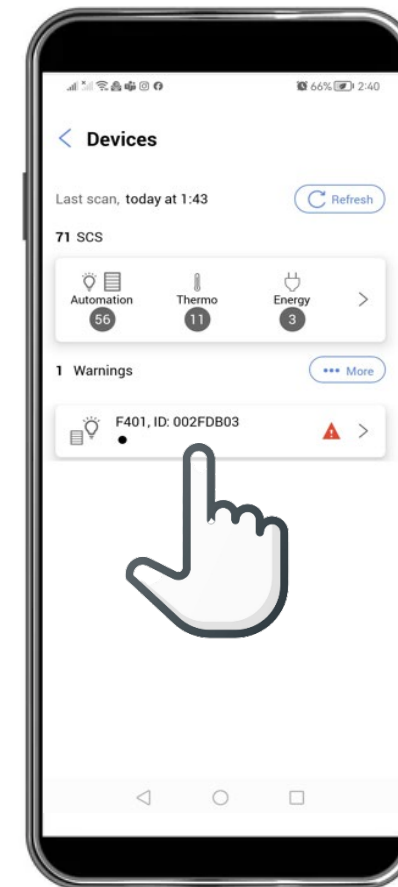 66% 2:40
Devices
Last scan, today at 1:43 Refresh
71 SCS
Automation Thermo Energy
56 11 3
1 Warnings More
F401, ID: 002FDB03